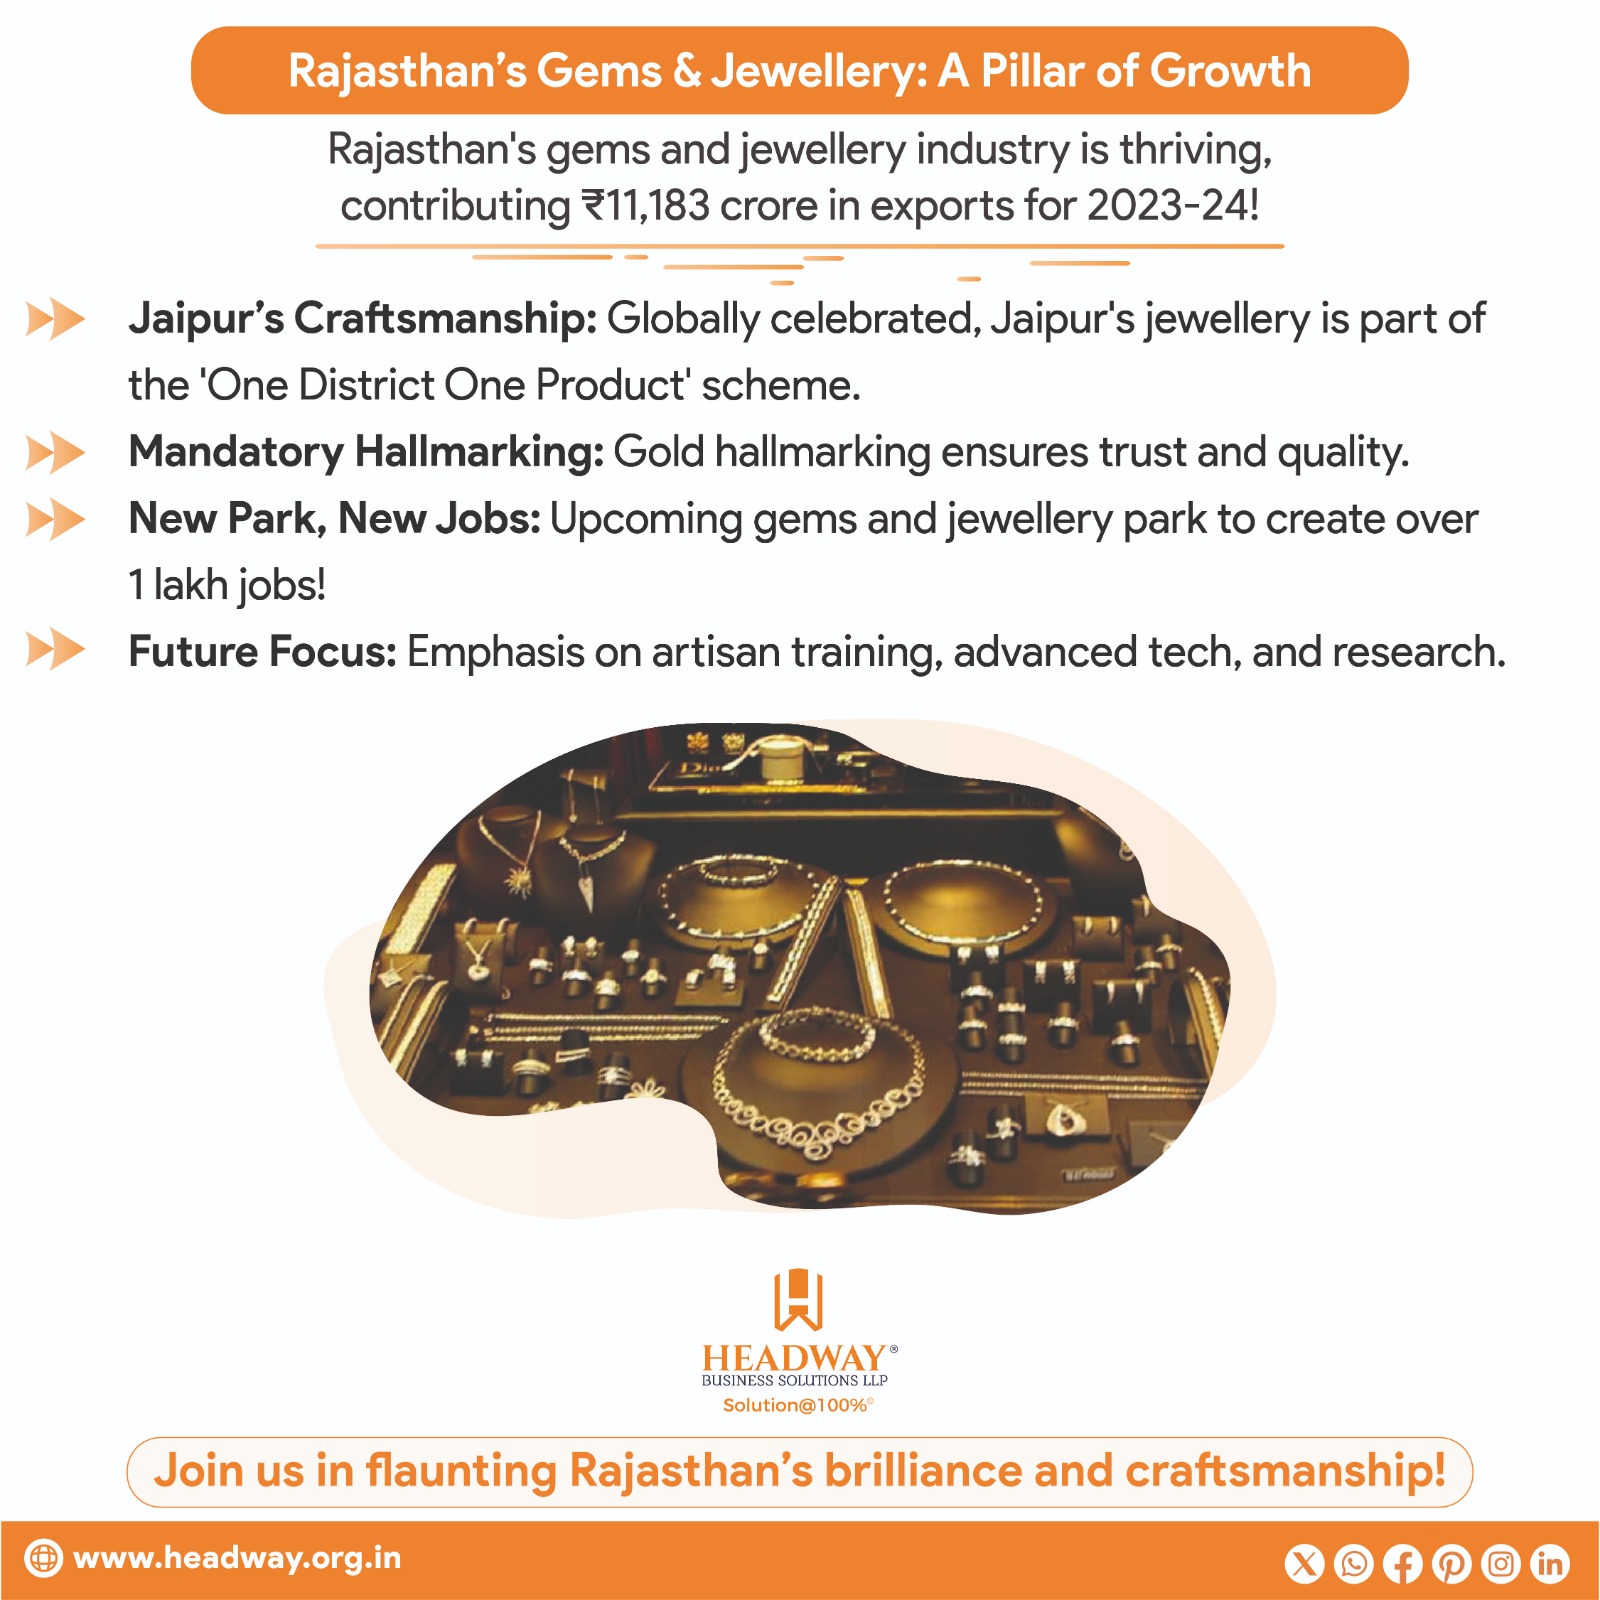 Rajasthan’s Gems & Jewellery: A Pillar of Growth
Rajasthan's gems and jewellery industry is thriving,
contributing ₹11,183 crore in exports for 2023-24!
Jaipur’s Craftsmanship: Globally celebrated, Jaipur's jewellery is part of
the 'One District One Product' scheme.
Mandatory Hallmarking: Gold hallmarking ensures trust and quality.
New Park, New Jobs: Upcoming gems and jewellery park to create over
1 lakh jobs!
Future Focus: Emphasis on artisan training, advanced tech, and research.
HEADWAY®
BUSINESS SOLUTIONS LLP
Solution@100%©
Join us in flaunting Rajasthan’s brilliance and craftsmanship!
www.headway.org.in